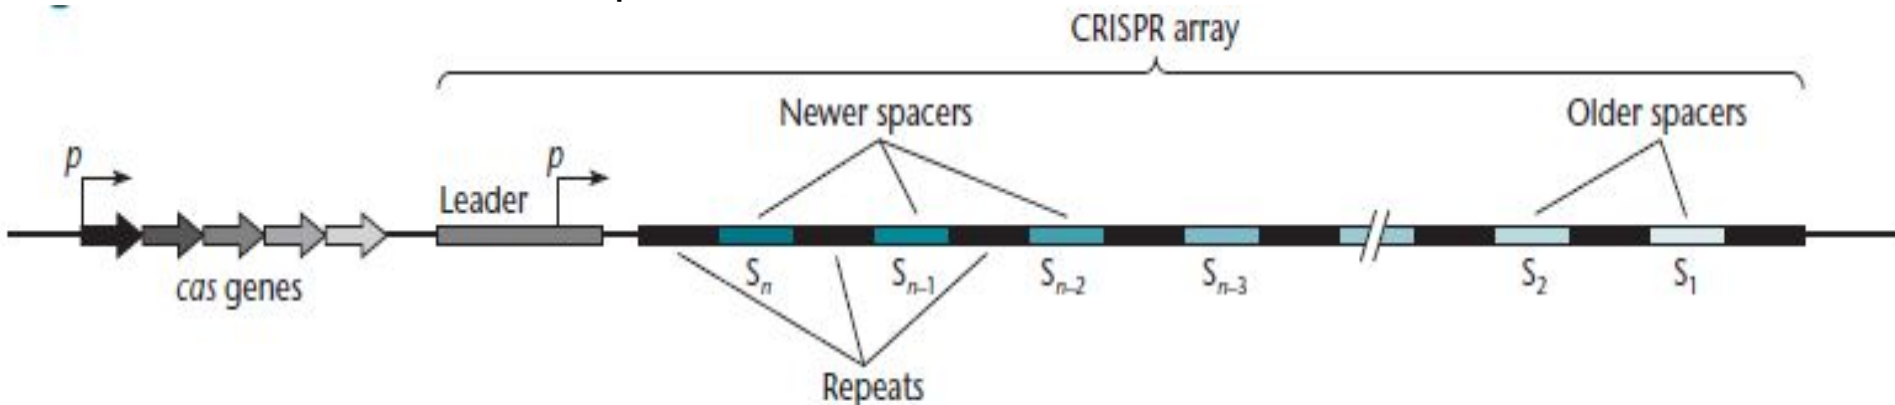 CRISPR array
Newer spacers
Older spacers
p
p
Leader
cas genes
Sₙ
Sₙ₋₁
Sₙ₋₂
Sₙ₋₃
S₂
S₁
Repeats